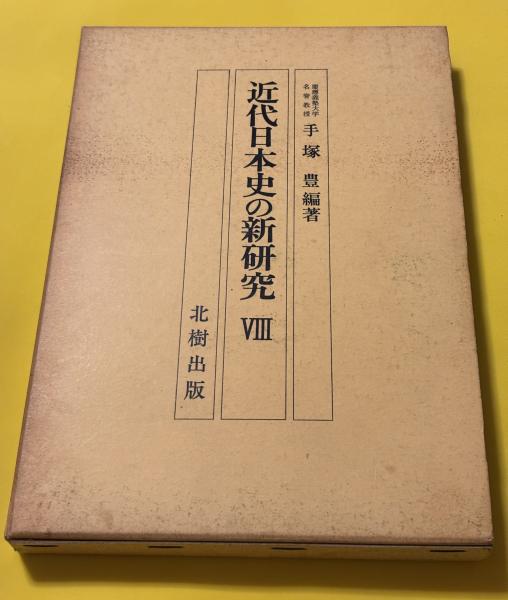 慶應義塾大学
名誉教授
手塚豊編著
近代日本史の新研究 Ⅷ
北樹出版